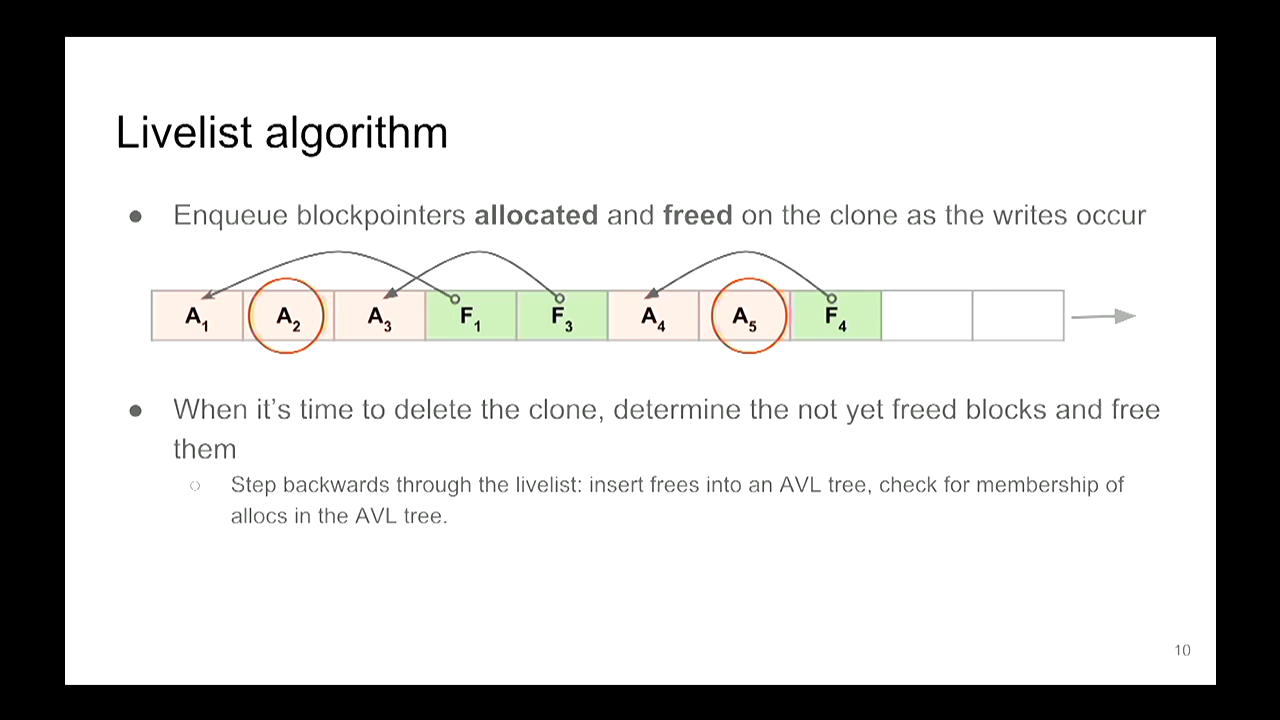 Livelist algorithm
● Enqueue blockpointers allocated and freed on the clone as the writes occur
A1 A2 A3 F1 F3 A4 A5 F4
● When it’s time to delete the clone, determine the not yet freed blocks and free
them
○ Step backwards through the livelist: insert frees into an AVL tree, check for membership of
allocs in the AVL tree.
10